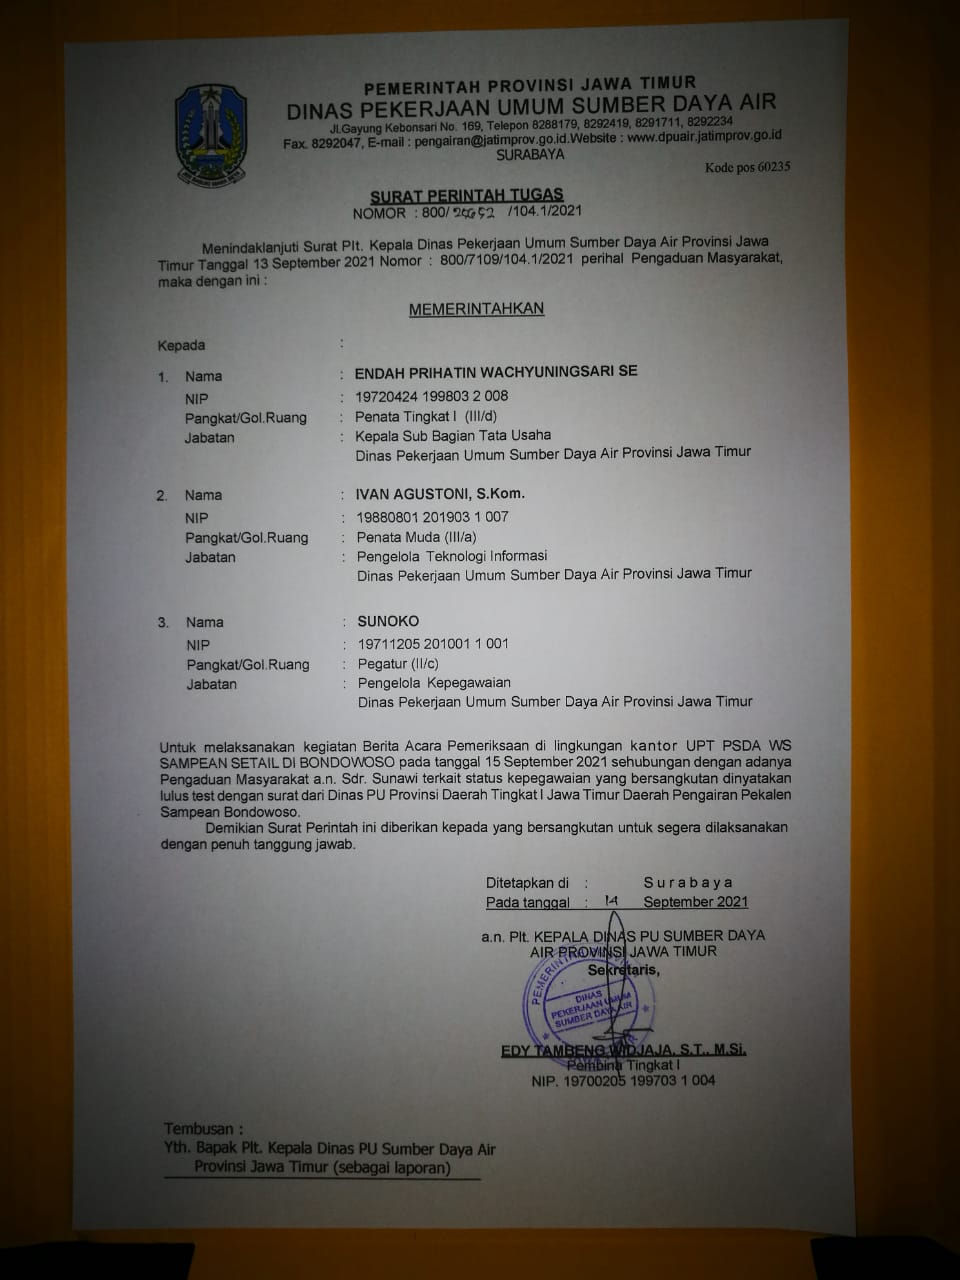 PEMERINTAH PROVINSI JAWA TIMUR
DINAS PEKERJAAN UMUM SUMBER DAYA AIR
Jl.Gayung Kebonsari No. 169, Telepon 8288179, 8292419, 8291711, 8292234
Fax. 8292047, E-mail : pengairan@jatimprov.go.id.Website : www.dpuair.jatimprov.go.id
SURABAYA
Kode pos 60235
SURAT PERINTAH TUGAS
NOMOR : 800/ /104.1/2021
Menindaklanjuti Surat Plt. Kepala Dinas Pekerjaan Umum Sumber Daya Air Provinsi Jawa
Timur Tanggal 13 September 2021 Nomor : 800/7109/104.1/2021 perihal Pengaduan Masyarakat,
maka dengan ini :
MEMERINTAHKAN
Kepada :
1. Nama : ENDAH PRIHATIN WACHYUNINGSARI SE
NIP : 19720424 199803 2 008
Pangkat/Gol.Ruang : Penata Tingkat I (III/d)
Jabatan : Kepala Sub Bagian Tata Usaha
Dinas Pekerjaan Umum Sumber Daya Air Provinsi Jawa Timur
2. Nama : IVAN AGUSTONI, S.Kom.
NIP : 19880801 201903 1 007
Pangkat/Gol.Ruang : Penata Muda (III/a)
Jabatan : Pengelola Teknologi Informasi
Dinas Pekerjaan Umum Sumber Daya Air Provinsi Jawa Timur
3. Nama : SUNOKO
NIP : 19711205 201001 1 001
Pangkat/Gol.Ruang : Pegatur (II/c)
Jabatan : Pengelola Kepegawaian
Dinas Pekerjaan Umum Sumber Daya Air Provinsi Jawa Timur
Untuk melaksanakan kegiatan Berita Acara Pemeriksaan di lingkungan kantor UPT PSDA WS
SAMPEAN SETAIL DI BONDOWOSO pada tanggal 15 September 2021 sehubungan dengan adanya
Pengaduan Masyarakat a.n. Sdr. Sunawi terkait status kepegawaian yang bersangkutan dinyatakan
lulus test dengan surat dari Dinas PU Provinsi Daerah Tingkat I Jawa Timur Daerah Pengairan Pekalen
Sampean Bondowoso.
Demikian Surat Perintah ini diberikan kepada yang bersangkutan untuk segera dilaksanakan
dengan penuh tanggung jawab.
Ditetapkan di : Surabaya
Pada tanggal : 14 September 2021
a.n. Plt. KEPALA DINAS PU SUMBER DAYA
AIR PROVINSI JAWA TIMUR
Sekretaris,
DINAS
PEKERJAAN UMUM
SUMBER DAYA AIR
EDY TAMBENG WIDJAJA, S.T., M.Si.
Pembina Tingkat I
NIP. 19700205 199703 1 004
Tembusan :
Yth. Bapak Plt. Kepala Dinas PU Sumber Daya Air
Provinsi Jawa Timur (sebagai laporan)